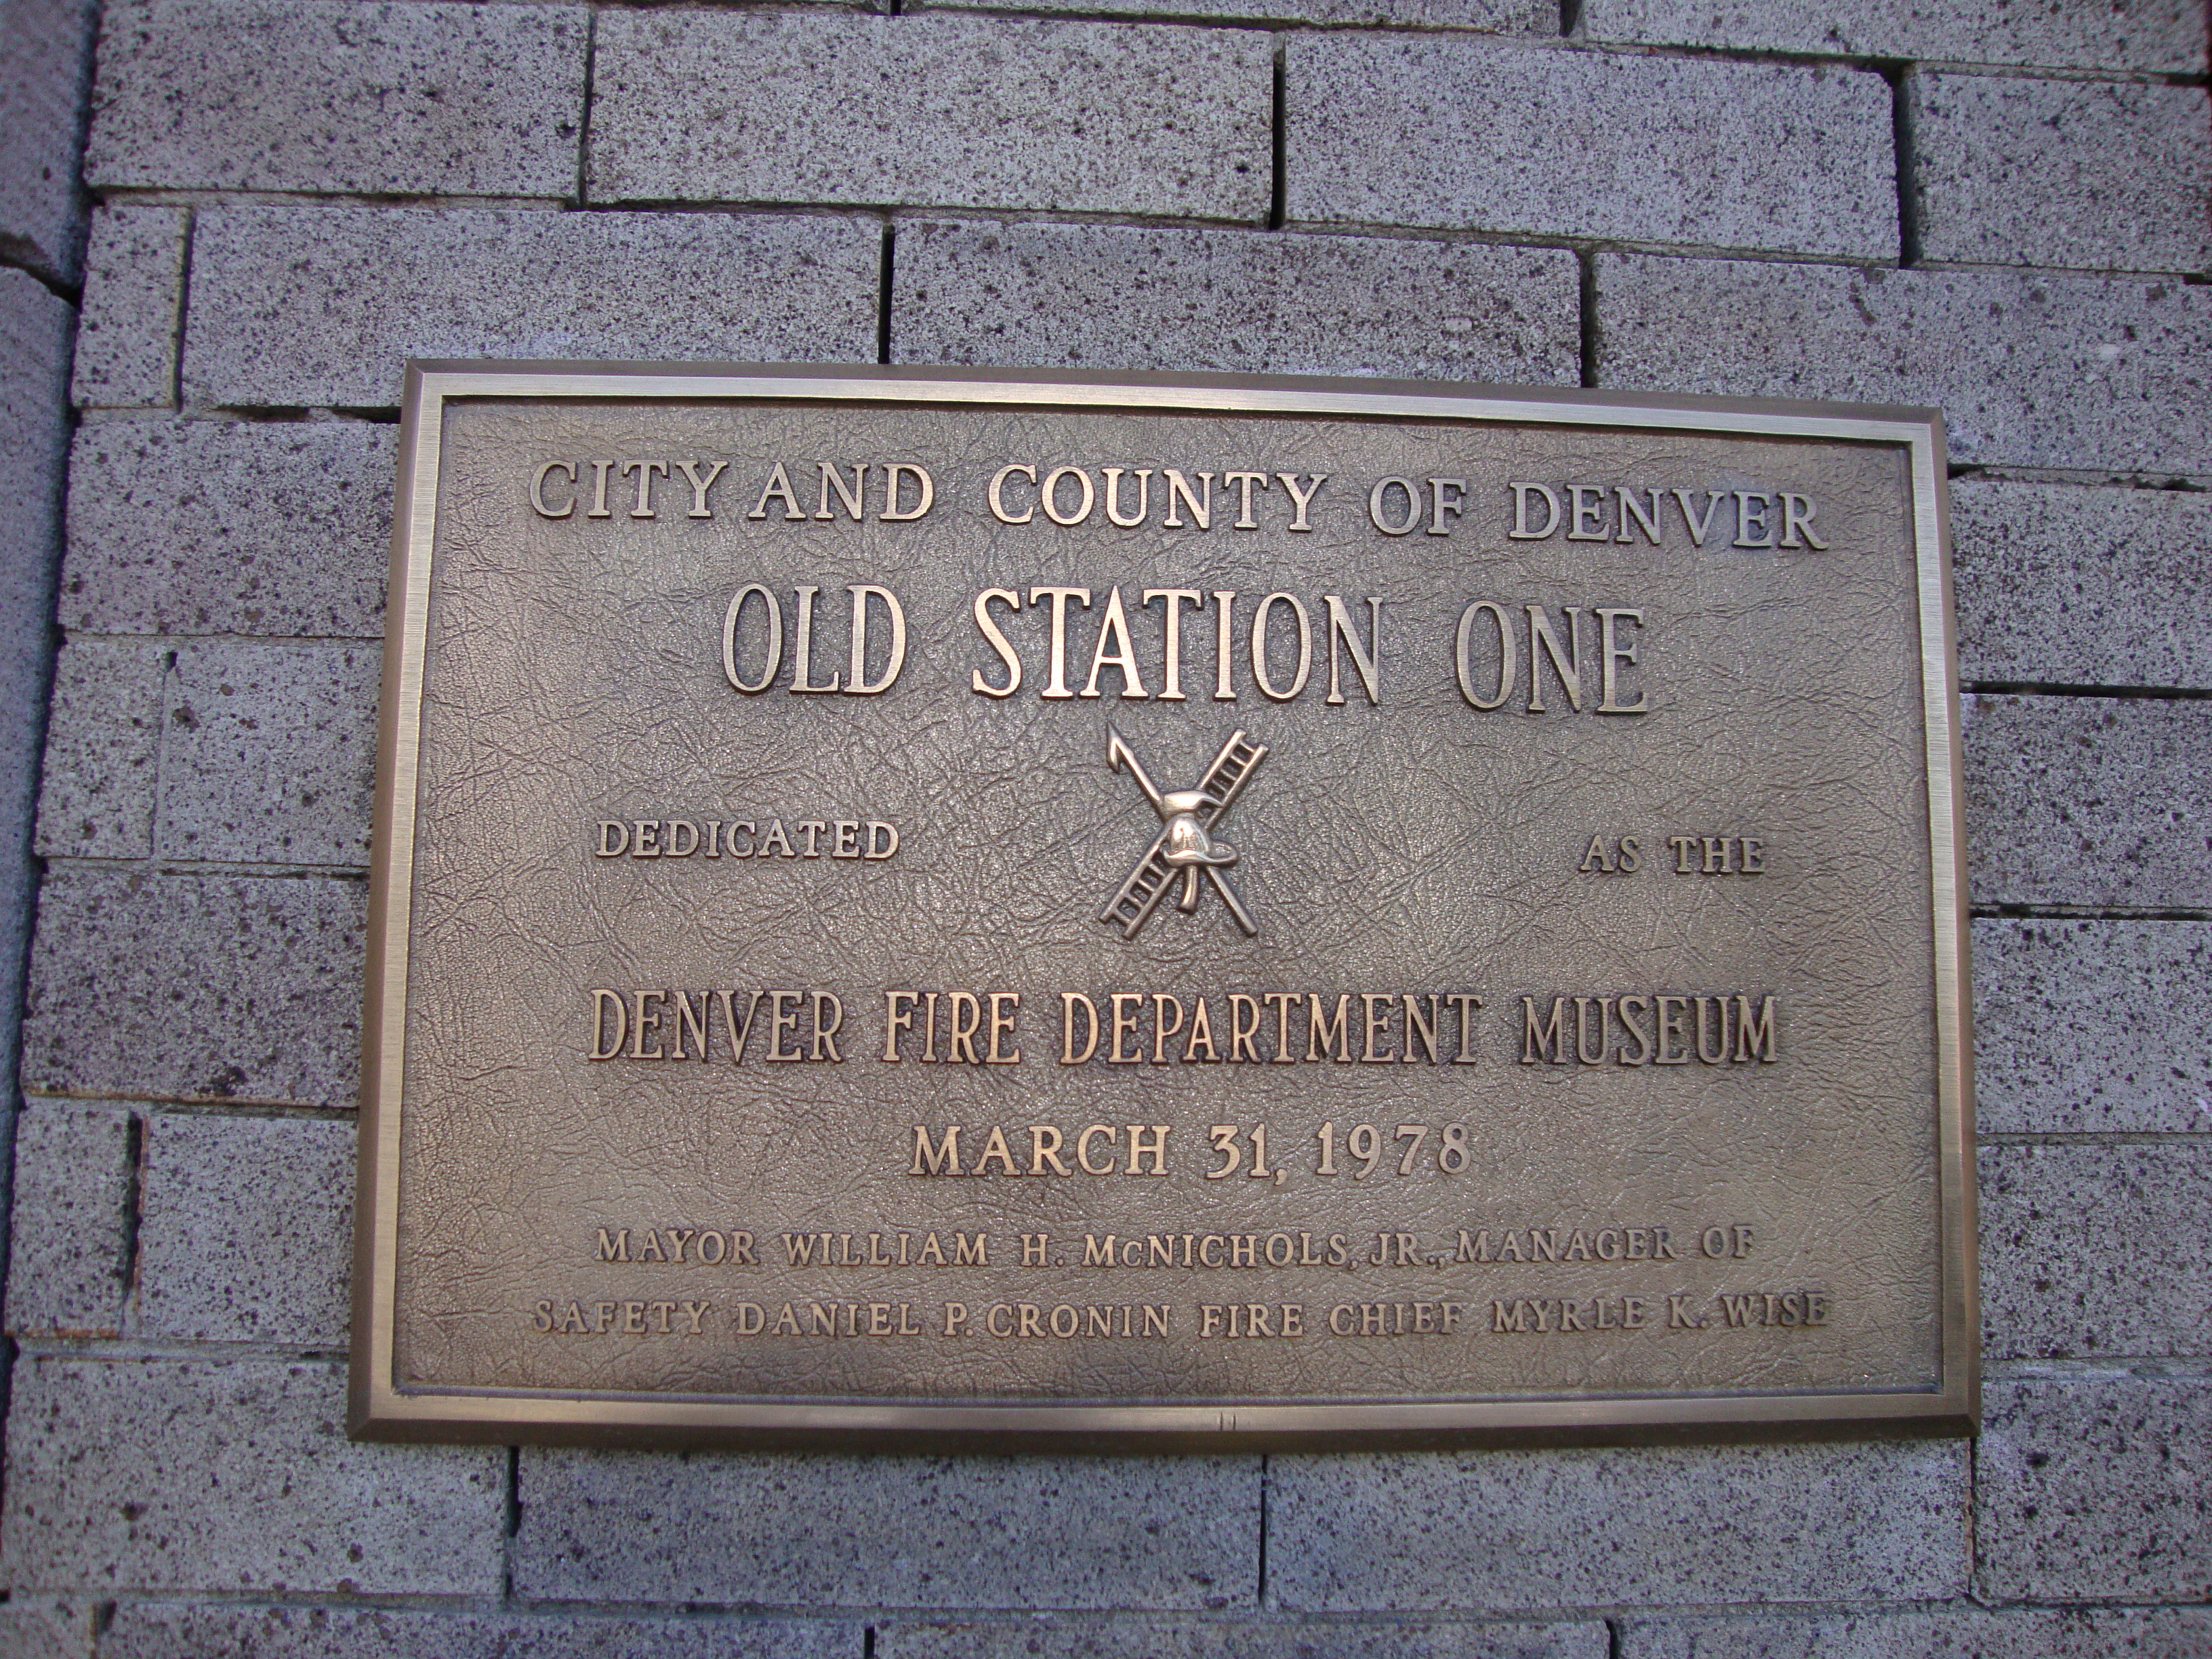 CITY AND COUNTY OF DENVER
OLD STATION ONE
DEDICATED AS THE
DENVER FIRE DEPARTMENT MUSEUM
MARCH 31, 1978
MAYOR WILLIAM H. McNICHOLS, JR., MANAGER OF
SAFETY DANIEL P. CRONIN FIRE CHIEF MYRLE K. WISE